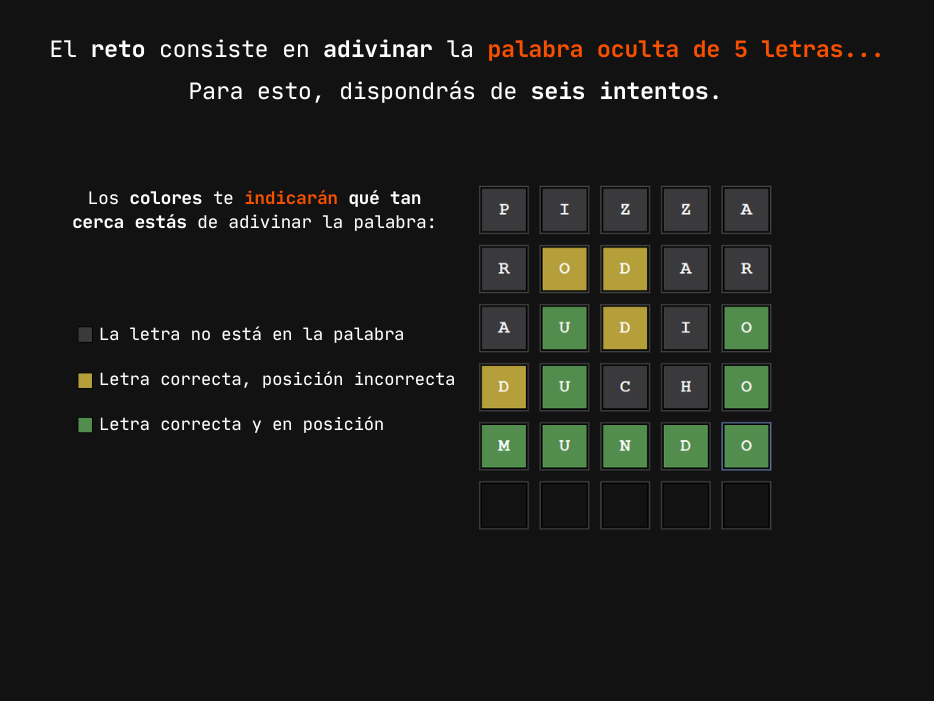 El reto consiste en adivinar la palabra oculta de 5 letras...
Para esto, dispondrás de seis intentos.
Los colores te indicarán qué tan
cerca estás de adivinar la palabra:
La letra no está en la palabra
Letra correcta, posición incorrecta
Letra correcta y en posición
P I Z Z A
R O D A R
A U D I O
D U C H O
M U N D O